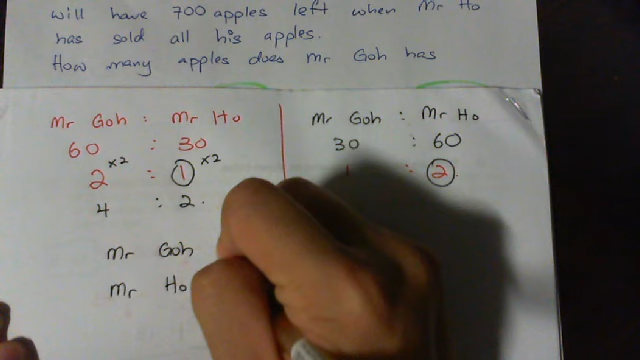 will have 700 apples left when Mr Ho
has sold all his apples.
How many apples does mr Goh has
Mr Goh : Mr Ho
60 : 30
×2 ×2
2 : 1
4 : 2.
Mr Goh : Mr Ho
30 : 60
1 : 2.
Mr Goh
Mr Ho